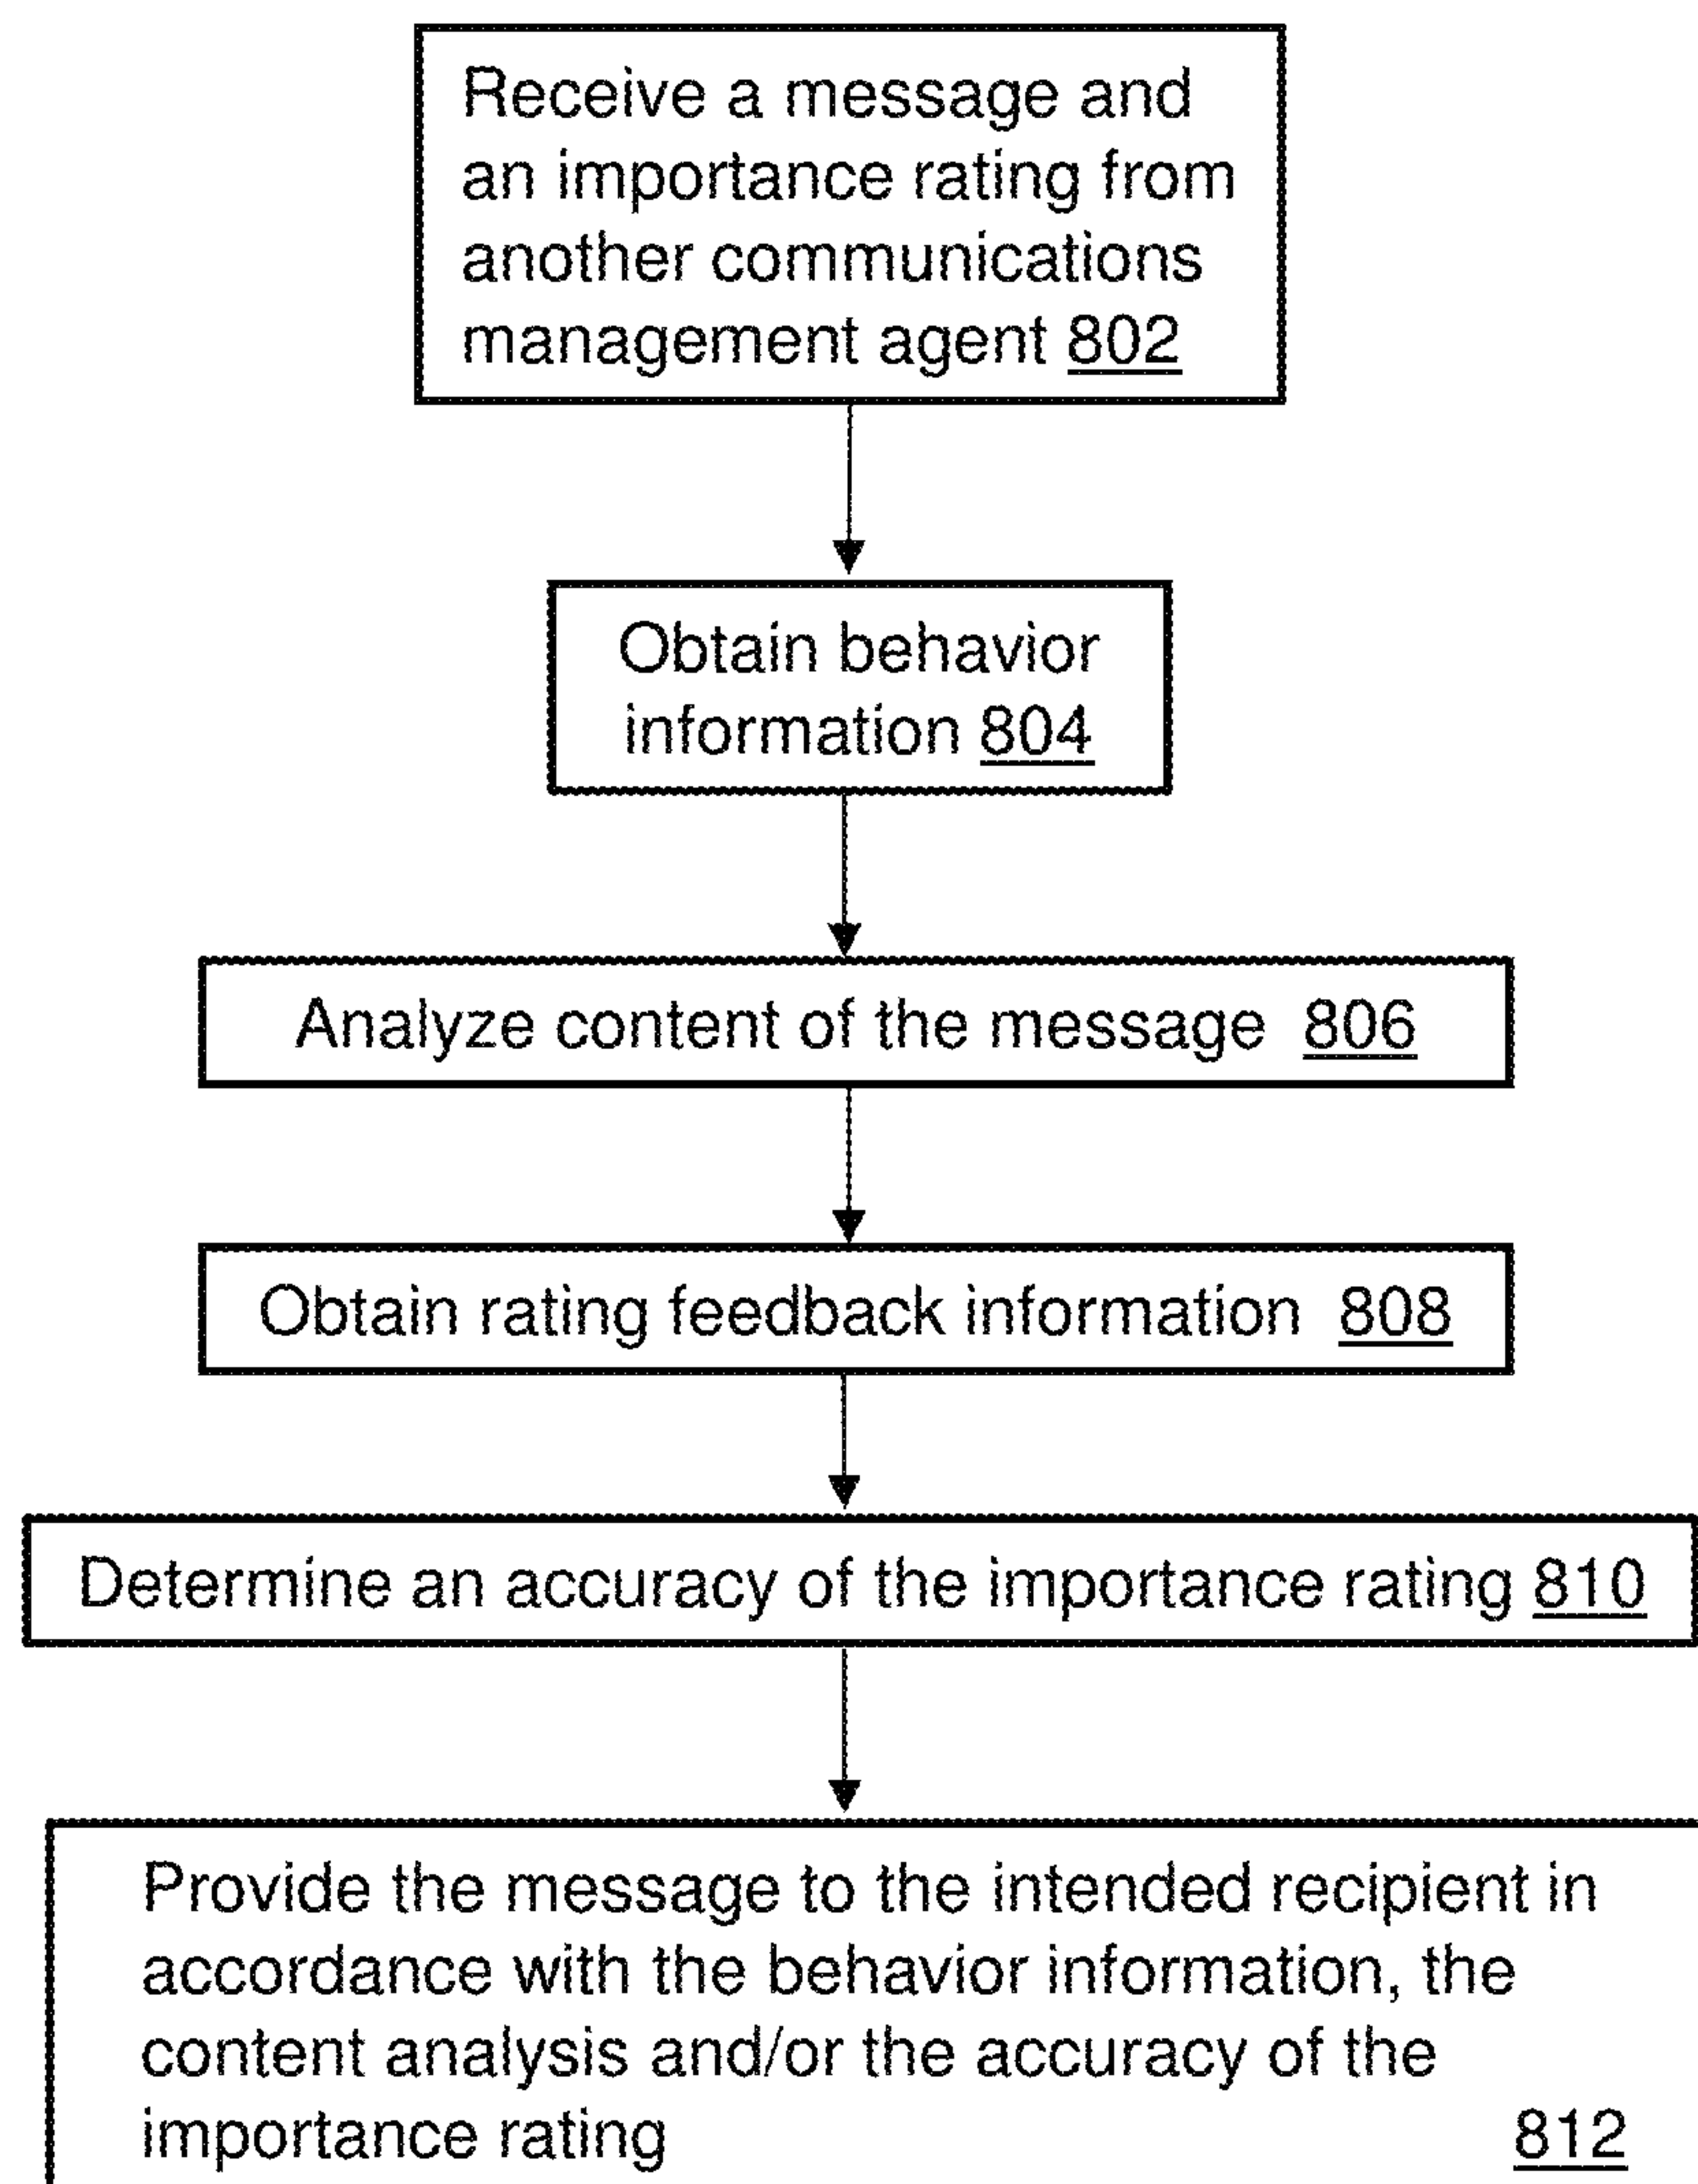 Receive a message and
an importance rating from
another communications
management agent 802
Obtain behavior
information 804
Analyze content of the message 806
Obtain rating feedback information 808
Determine an accuracy of the importance rating 810
Provide the message to the intended recipient in
accordance with the behavior information, the
content analysis and/or the accuracy of the
importance rating 812